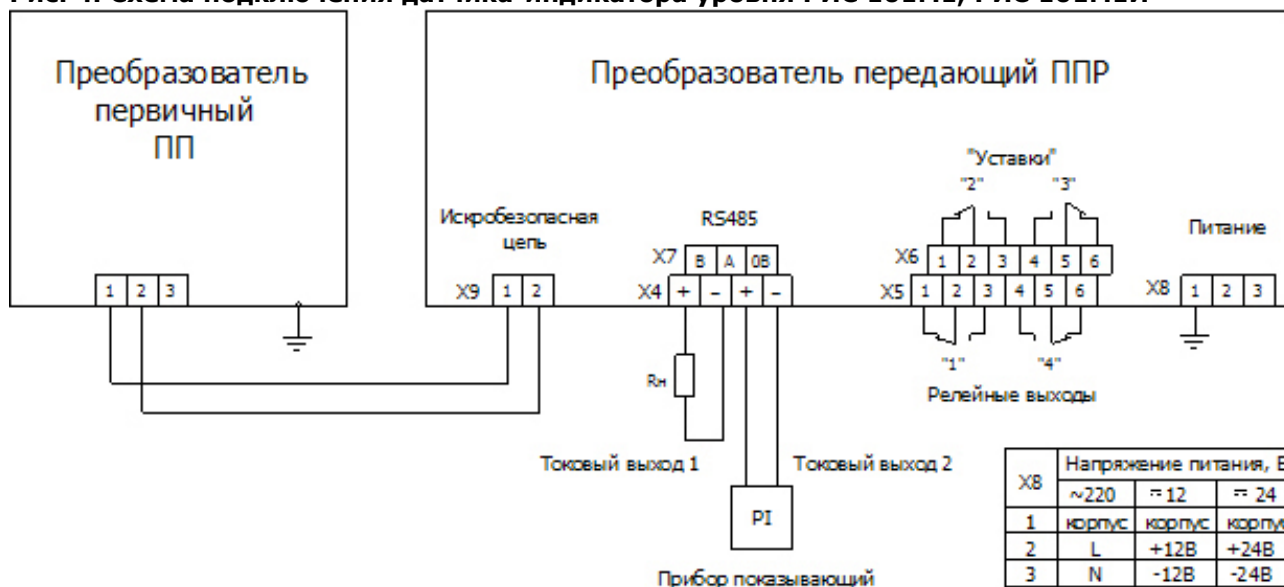 Преобразователь
первичный
ПП
Преобразователь передающий ППР
"Уставки"
"2" "3"
Искробезопасная
цепь
RS485
Питание
X7 B A 0B
X6 1 2 3 4 5 6
1 2 3
X9 1 2
X4 + - + -
X5 1 2 3 4 5 6
X8 1 2 3
"1" "4"
Rн
Релейные выходы
Токовый выход 1
Токовый выход 2
PI
Прибор показывающий
X8 Напряжение питания, В
~220 = 12 = 24
1 корпус корпус корпус
2 L +12В +24В
3 N -12В -24В